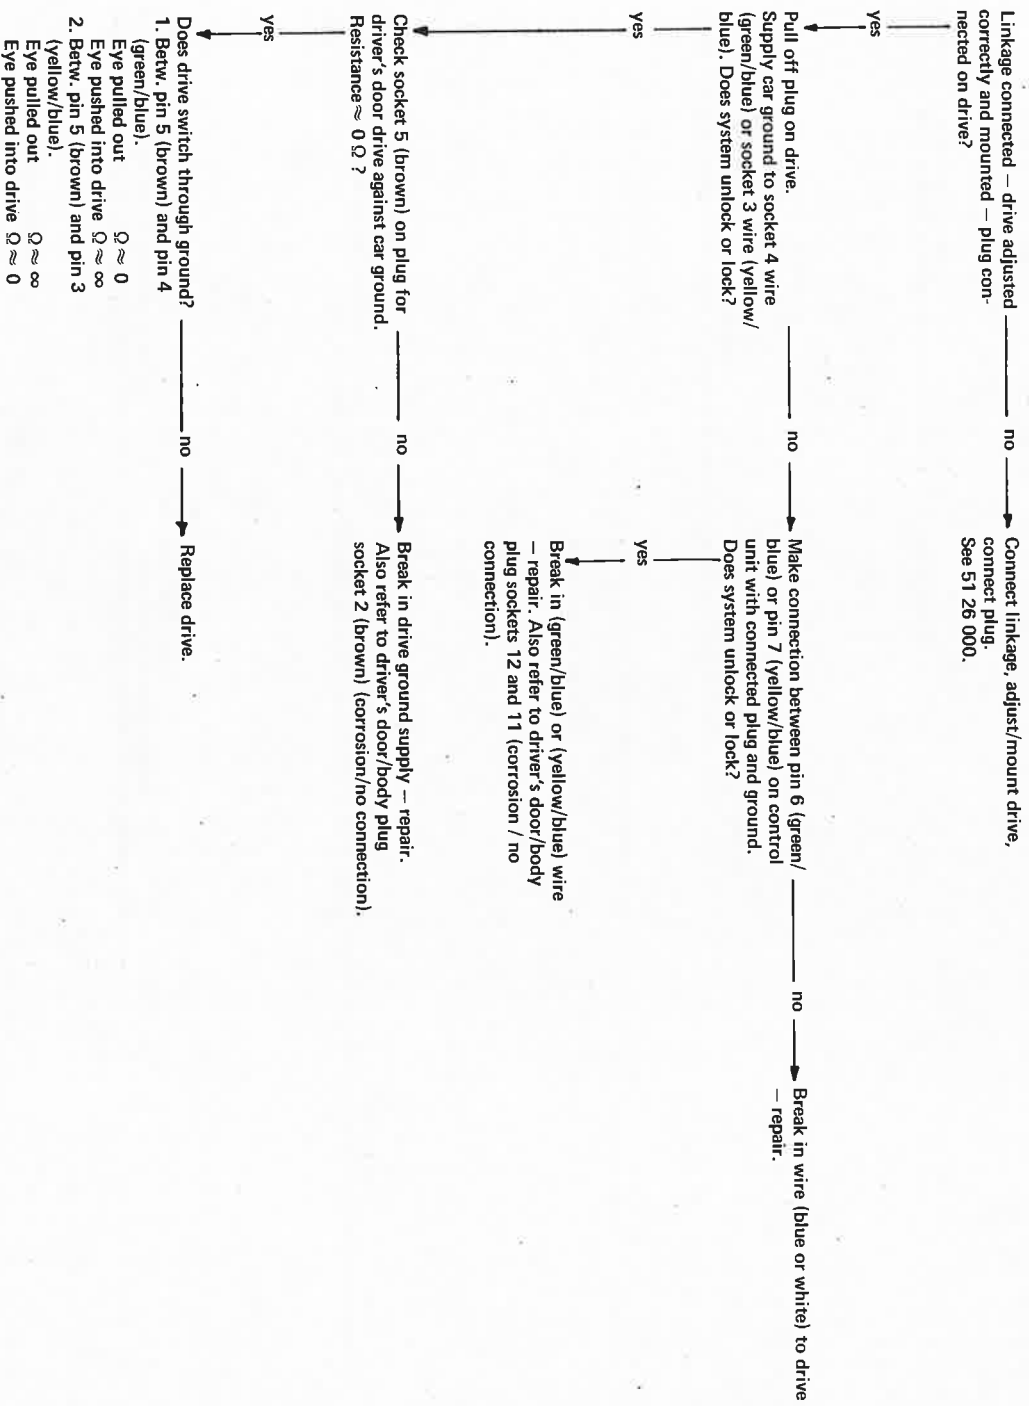 Linkage connected — drive adjusted
correctly and mounted — plug con-
nected on drive?
no
Connect linkage, adjust/mount drive,
connect plug.
See 51 26 000.
yes
Pull off plug on drive.
Supply car ground to socket 4 wire
(green/blue) or socket 3 wire (yellow/
blue). Does system unlock or lock?
no
Make connection between pin 6 (green/
blue) or pin 7 (yellow/blue) on control
unit with connected plug and ground.
Does system unlock or lock?
no
Break in wire (blue or white) to drive
— repair.
yes
yes
Break in (green/blue) or (yellow/blue) wire
— repair. Also refer to driver's door/body
plug sockets 12 and 11 (corrosion / no
connection).
Check socket 5 (brown) on plug for
driver's door drive against car ground.
Resistance ≈ 0 Ω ?
no
Break in drive ground supply — repair.
Also refer to driver's door/body plug
socket 2 (brown) (corrosion/no connection).
yes
Does drive switch through ground?
1. Betw. pin 5 (brown) and pin 4
(green/blue).
Eye pulled out Ω ≈ 0
Eye pushed into drive Ω ≈ ∞
2. Betw. pin 5 (brown) and pin 3
(yellow/blue).
Eye pulled out Ω ≈ ∞
Eye pushed into drive Ω ≈ 0
no
Replace drive.